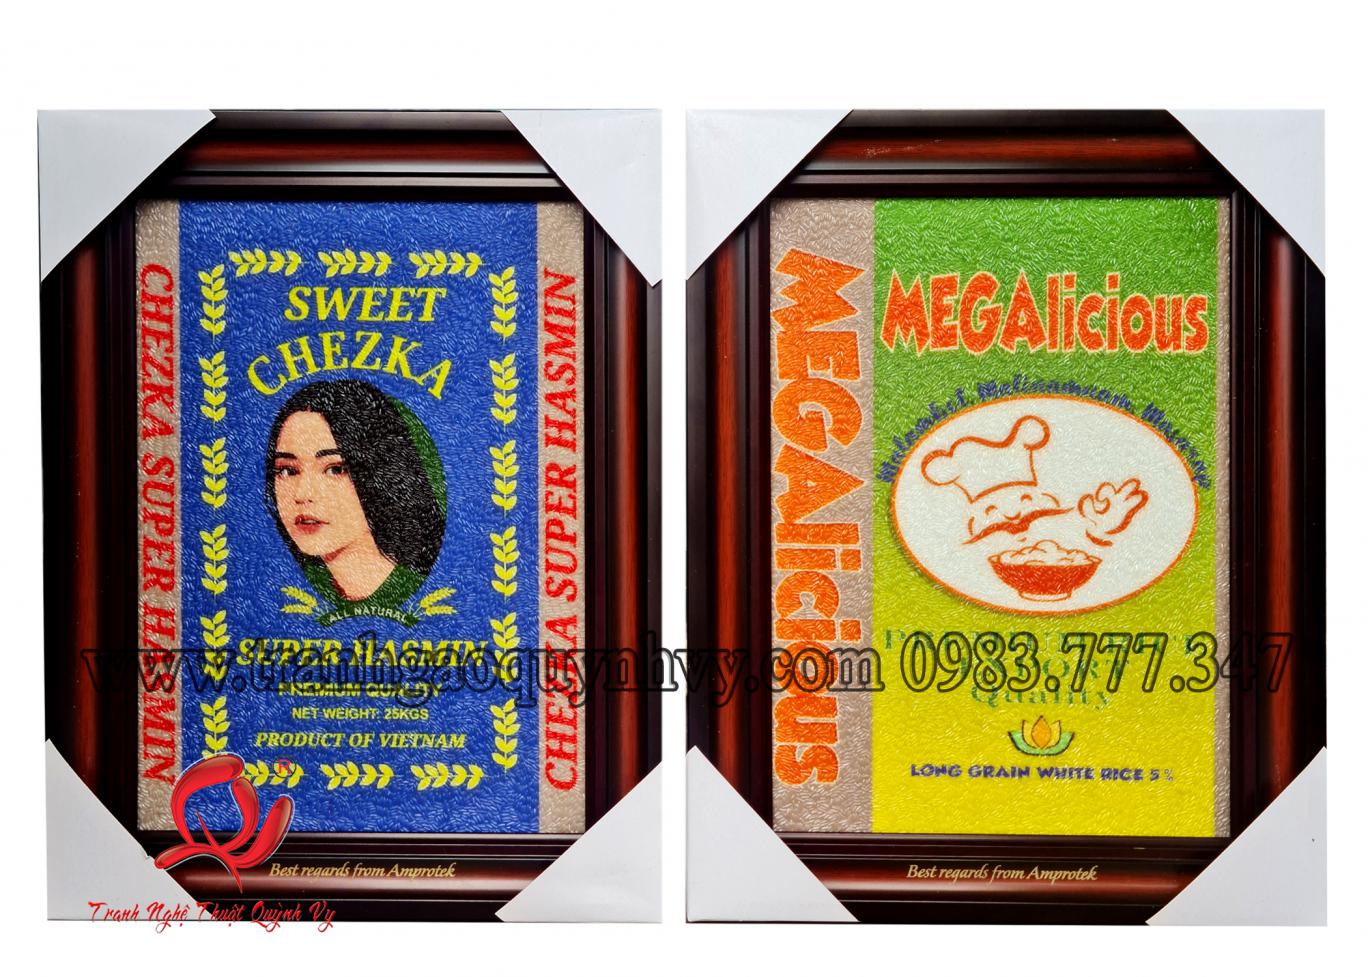 SWEET
CHEZKA
CHEZKA SUPER HASMIN
CHEZKA SUPER HASMIN
ALL NATURAL
SUPER HASMIN
PREMIUM QUALITY
NET WEIGHT: 25KGS
PRODUCT OF VIETNAM
Best regards from Amprotek
MEGAlicious
MEGAlicious
Malinamnam
Quality
LONG GRAIN WHITE RICE 5%
Best regards from Amprotek
www.tranhgaoquynhvy.com 0983.777.347
®
Tranh Nghệ Thuật Quỳnh Vy